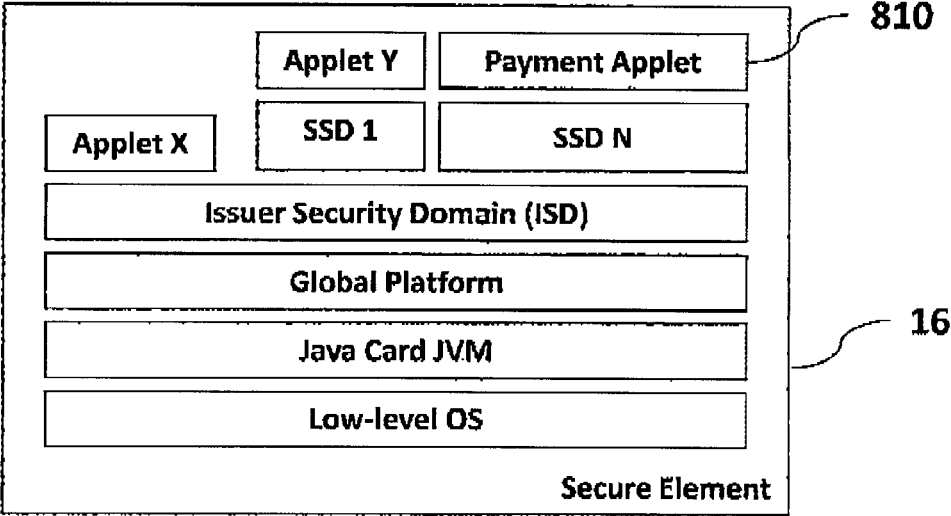 810
Applet Y
Payment Applet
Applet X
SSD 1
SSD N
Issuer Security Domain (ISD)
Global Platform
Java Card JVM
16
Low-level OS
Secure Element